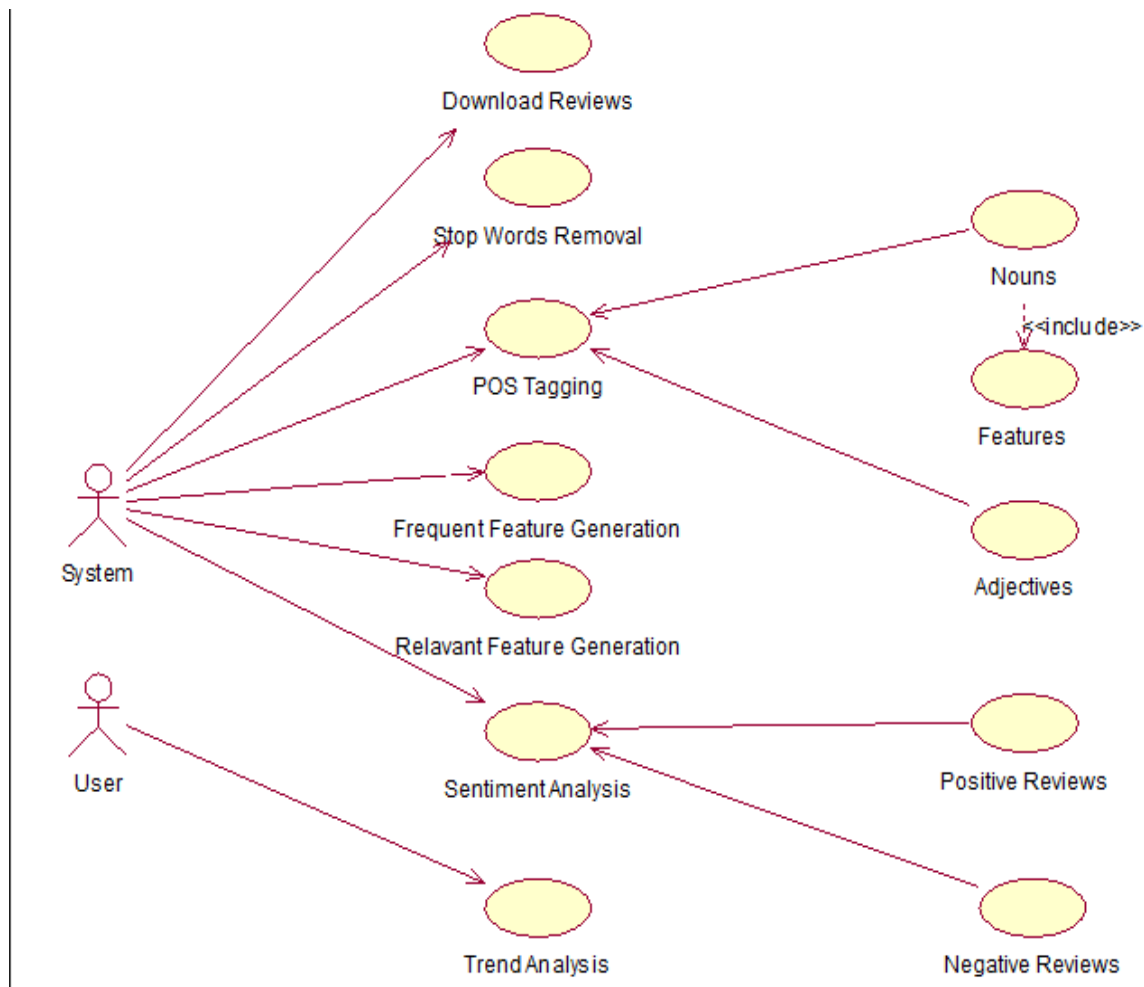 Download Reviews
Stop Words Removal
Nouns
<<include>>
POS Tagging
Features
Frequent Feature Generation
System
Adjectives
Relavant Feature Generation
User
Sentiment Analysis
Positive Reviews
Trend Analysis
Negative Reviews